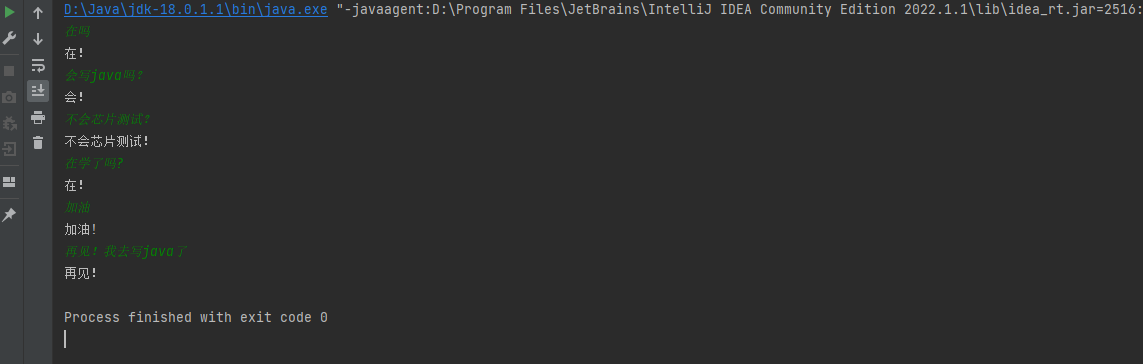 D:\Java\jdk-18.0.1.1\bin\java.exe "-javaagent:D:\Program Files\JetBrains\IntelliJ IDEA Community Edition 2022.1.1\lib\idea_rt.jar=2516:
在吗
在!
会写java吗?
会!
不会芯片测试?
不会芯片测试!
在学了吗?
在!
加油
加油!
再见! 我去写java了
再见!
Process finished with exit code 0